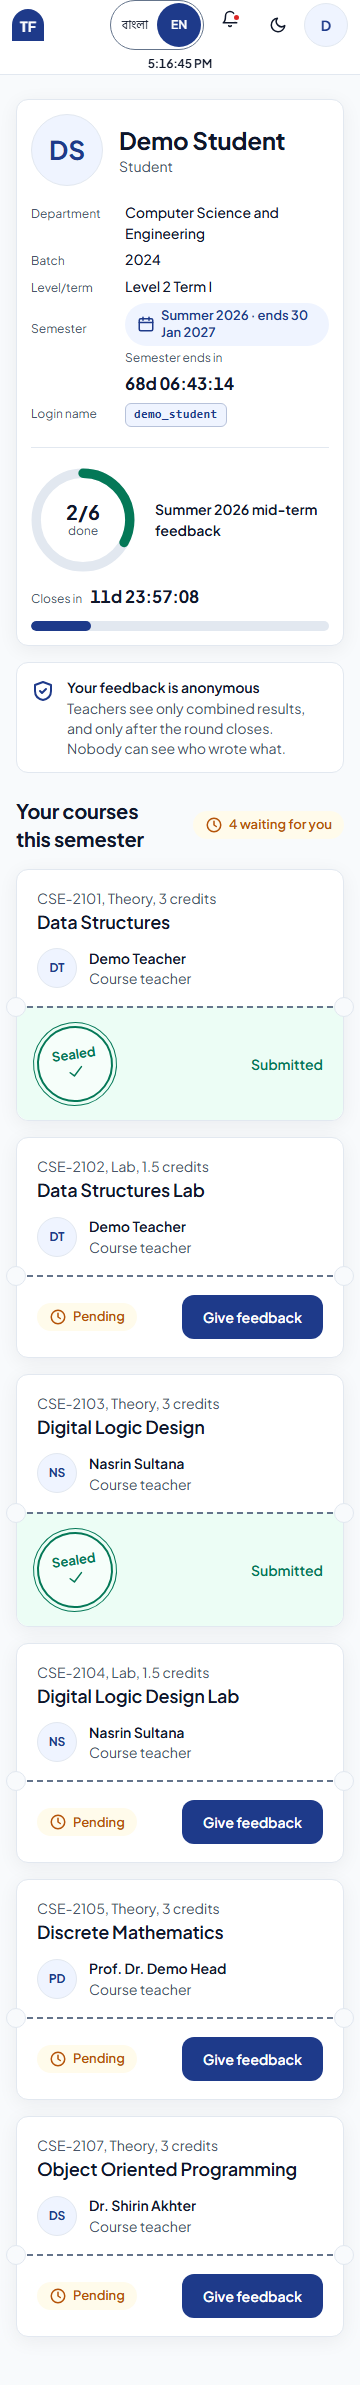 TF
বাংলা
EN
D
5:16:45 PM
DS
Demo Student
Student
Department
Computer Science and
Engineering
Batch
2024
Level/term
Level 2 Term I
Semester
Summer 2026 · ends 30
Jan 2027
Semester ends in
68d 06:43:14
Login name
demo_student
2/6
done
Summer 2026 mid-term
feedback
Closes in 11d 23:57:08
Your feedback is anonymous
Teachers see only combined results,
and only after the round closes.
Nobody can see who wrote what.
Your courses
this semester
4 waiting for you
CSE-2101, Theory, 3 credits
Data Structures
DT
Demo Teacher
Course teacher
Sealed
Submitted
CSE-2102, Lab, 1.5 credits
Data Structures Lab
DT
Demo Teacher
Course teacher
Pending
Give feedback
CSE-2103, Theory, 3 credits
Digital Logic Design
NS
Nasrin Sultana
Course teacher
Sealed
Submitted
CSE-2104, Lab, 1.5 credits
Digital Logic Design Lab
NS
Nasrin Sultana
Course teacher
Pending
Give feedback
CSE-2105, Theory, 3 credits
Discrete Mathematics
PD
Prof. Dr. Demo Head
Course teacher
Pending
Give feedback
CSE-2107, Theory, 3 credits
Object Oriented Programming
DS
Dr. Shirin Akhter
Course teacher
Pending
Give feedback